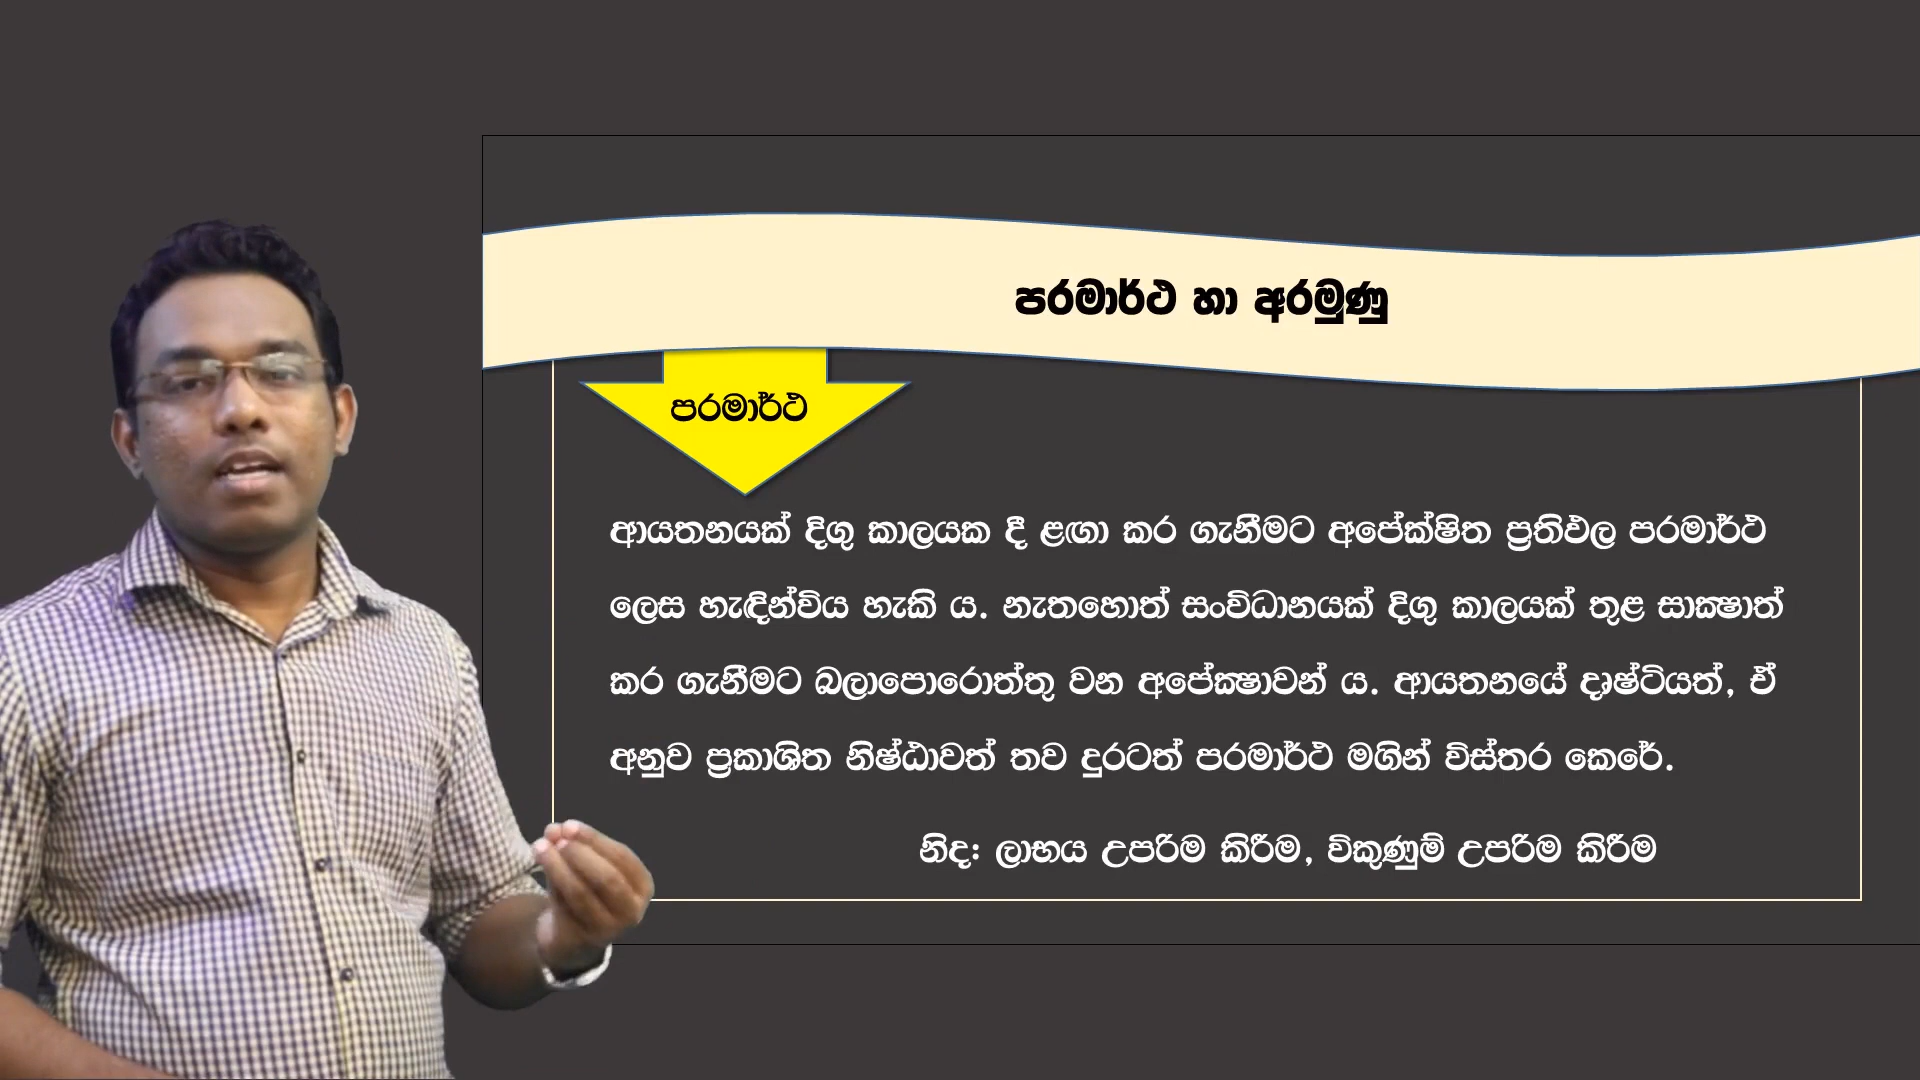 පරමාර්ථ හා අරමුණු
පරමාර්ථ
ආයතනයක් දිගු කාලයක දී ළඟා කර ගැනීමට අපේක්ෂිත ප්‍රතිඵල පරමාර්ථ
ලෙස හැඳින්විය හැකි ය. නැතහොත් සංවිධානයක් දිගු කාලයක් තුළ සාක්‍ෂාත්
කර ගැනීමට බලාපොරොත්තු වන අපේක්‍ෂාවන් ය. ආයතනයේ දෘෂ්ටියත්, ඒ
අනුව ප්‍රකාශිත නිෂ්ඨාවත් තව දුරටත් පරමාර්ථ මගින් විස්තර කෙරේ.
නිද: ලාභය උපරිම කිරීම, විකුණුම් උපරිම කිරීම